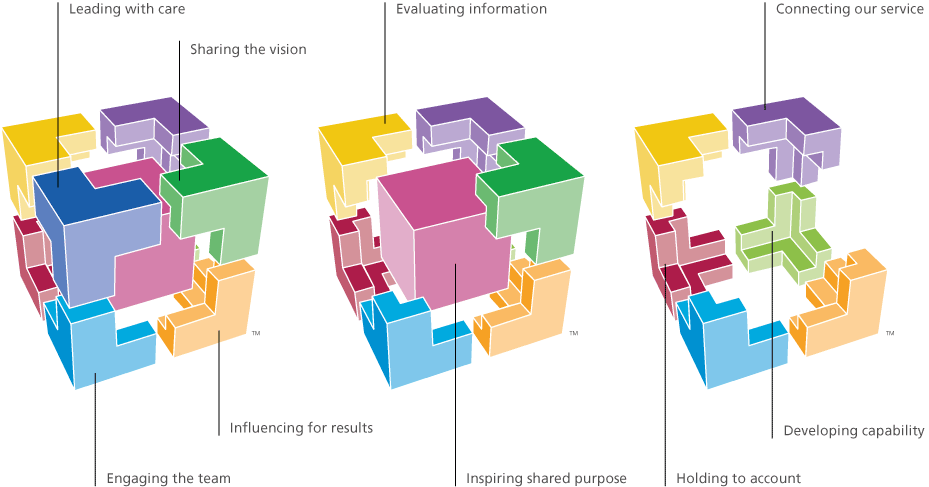 Leading with care
Evaluating information
Connecting our service
Sharing the vision
TM
TM
TM
Influencing for results
Developing capability
Engaging the team
Inspiring shared purpose
Holding to account